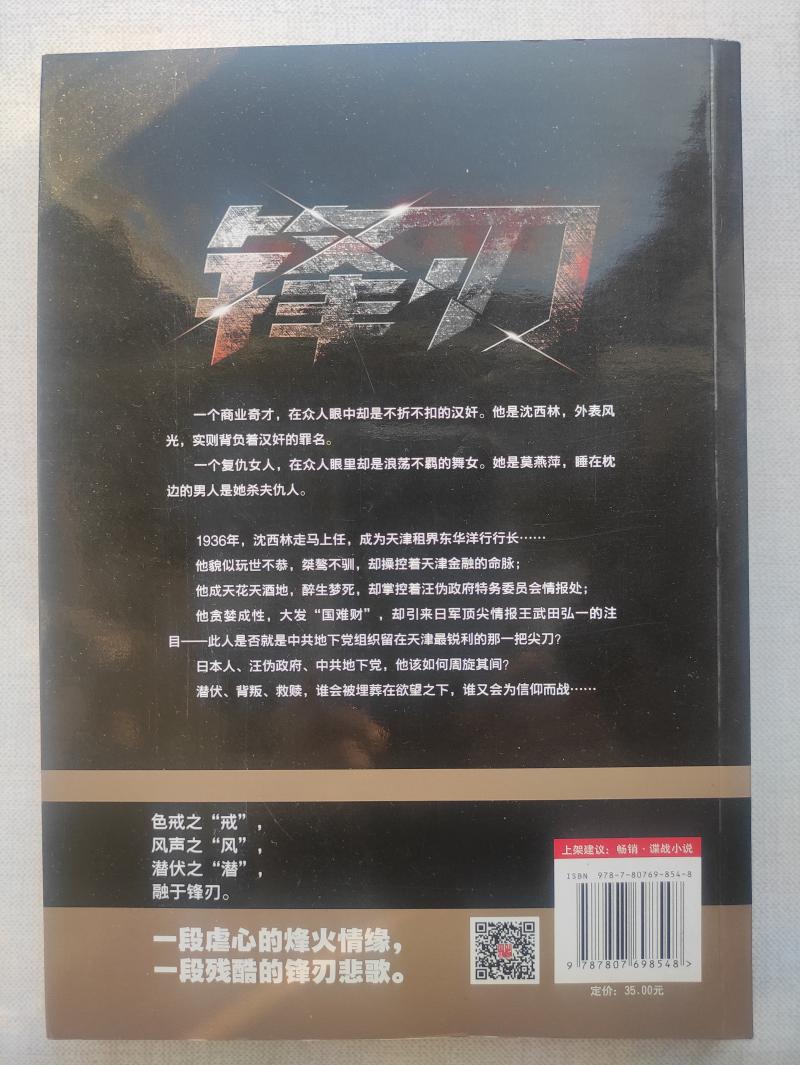 锋刃
一个商业奇才，在众人眼中却是不折不扣的汉奸。他是沈西林，外表风
光，实则背负着汉奸的罪名。
一个复仇女人，在众人眼里却是浪荡不羁的舞女。她是莫燕萍，睡在枕
边的男人是她杀夫仇人。
1936年，沈西林走马上任，成为天津租界东华洋行行长……
他貌似玩世不恭，桀骜不驯，却操控着天津金融的命脉；
他成天花天酒地，醉生梦死，却掌控着汪伪政府特务委员会情报处；
他贪婪成性，大发“国难财”，却引来日军顶尖情报王武田弘一的注
目——此人是否就是中共地下党组织留在天津最锐利的那一把尖刀？
日本人、汪伪政府、中共地下党，他该如何周旋其间？
潜伏、背叛、救赎，谁会被埋葬在欲望之下，谁又会为信仰而战……
色戒之“戒”，
风声之“风”，
潜伏之“潜”，
融于锋刃。
一段虐心的烽火情缘，
一段残酷的锋刃悲歌。
上架建议：畅销·谍战小说
ISBN 978-7-80769-854-8
9 787807 698548>
定价：35.00元